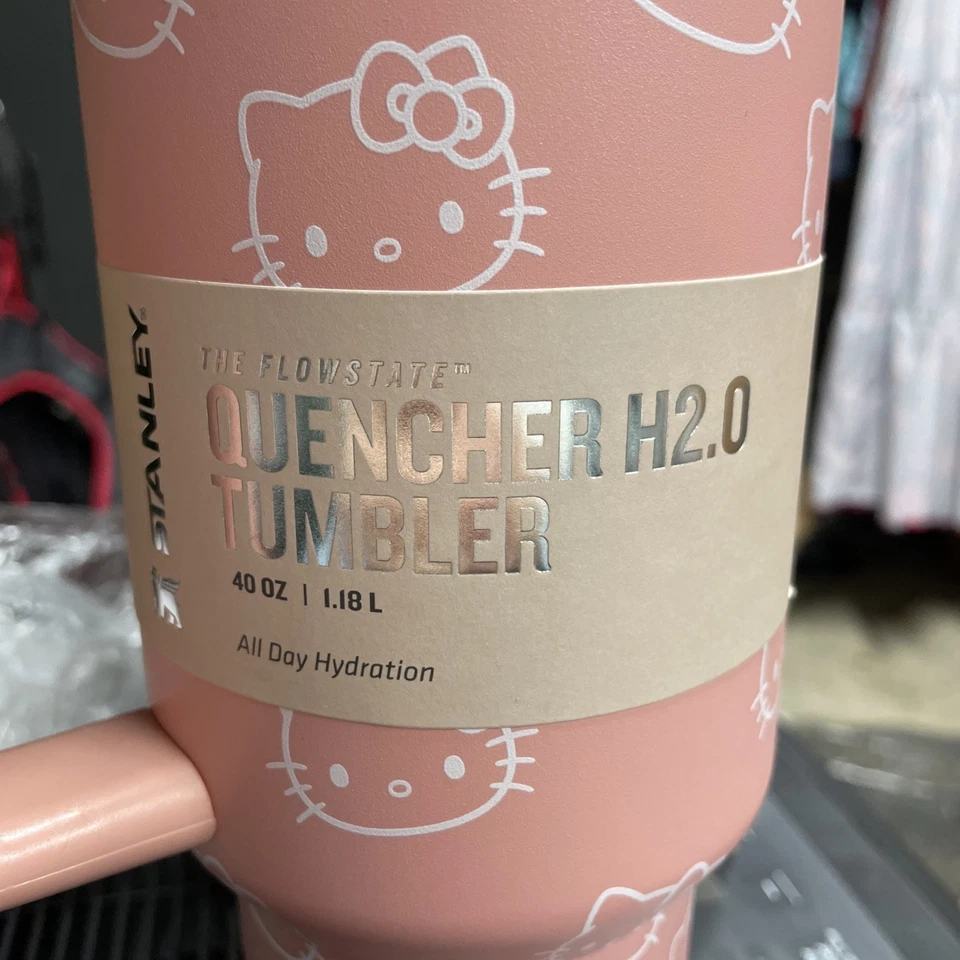 STANLEY®
THE FLOWSTATE™
QUENCHER H2.0
TUMBLER
40 OZ | 1.18 L
All Day Hydration